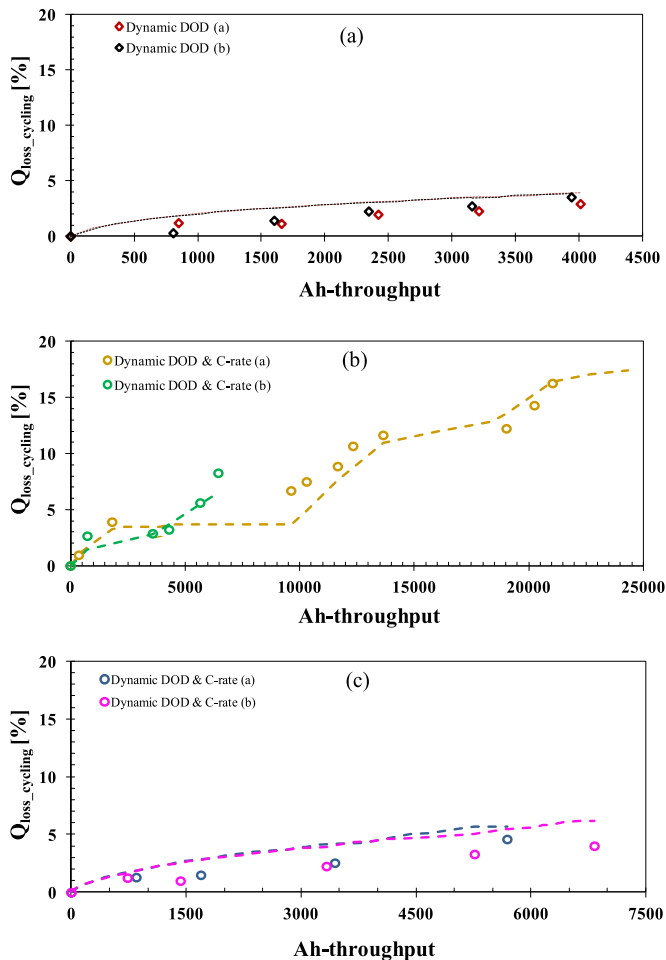 (a)
Dynamic DOD (a)
Dynamic DOD (b)
Q_loss_cycling [%]
20
15
10
5
0
0 500 1000 1500 2000 2500 3000 3500 4000 4500
Ah-throughput
(b)
Dynamic DOD & C-rate (a)
Dynamic DOD & C-rate (b)
Q_loss_cycling [%]
20
15
10
5
0
0 5000 10000 15000 20000 25000
Ah-throughput
(c)
Dynamic DOD & C-rate (a)
Dynamic DOD & C-rate (b)
Q_loss_cycling [%]
20
15
10
5
0
0 1500 3000 4500 6000 7500
Ah-throughput